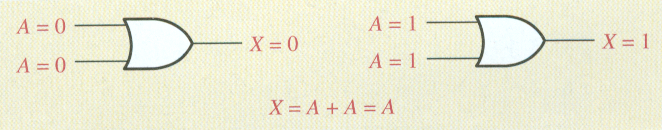 A = 0
A = 0
X = 0
A = 1
A = 1
X = 1
X = A + A = A